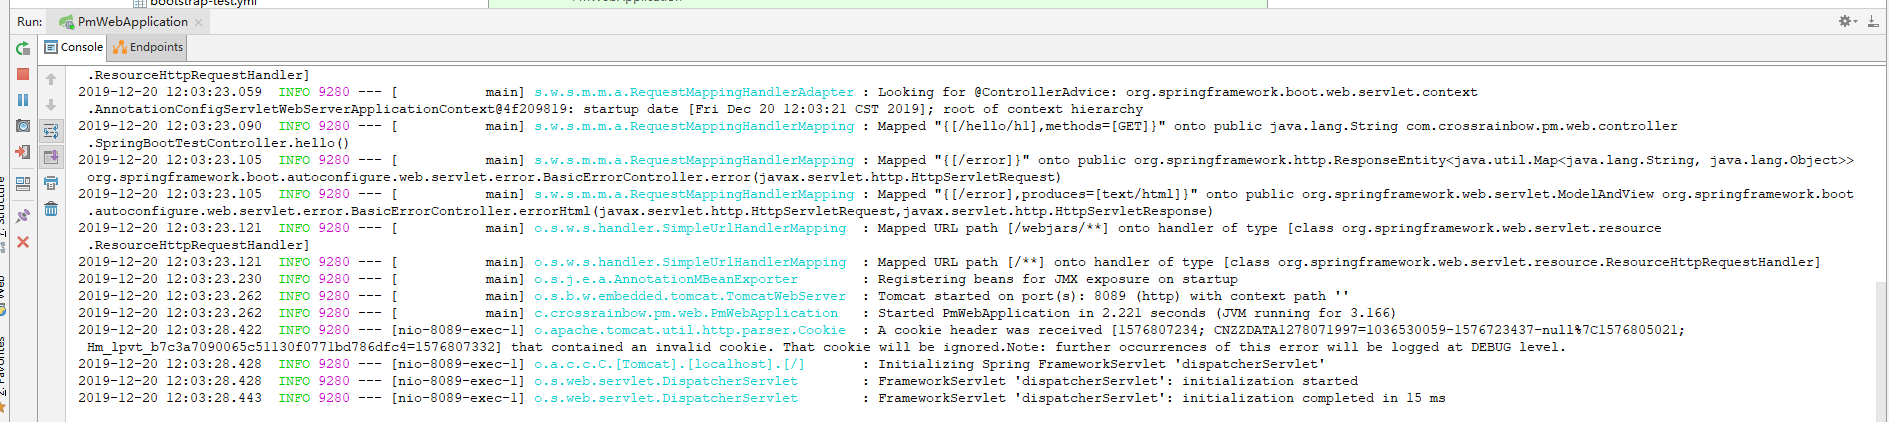 bootstrap-test.yml
PmWebApplication
Run: PmWebApplication
Console Endpoints
.ResourceHttpRequestHandler]
2019-12-20 12:03:23.059 INFO 9280 --- [ main] s.w.s.m.m.a.RequestMappingHandlerAdapter : Looking for @ControllerAdvice: org.springframework.boot.web.servlet.context
.AnnotationConfigServletWebServerApplicationContext@4f209819: startup date [Fri Dec 20 12:03:21 CST 2019]; root of context hierarchy
2019-12-20 12:03:23.090 INFO 9280 --- [ main] s.w.s.m.m.a.RequestMappingHandlerMapping : Mapped "{[/hello/h1],methods=[GET]}" onto public java.lang.String com.crossrainbow.pm.web.controller
.SpringBootTestController.hello()
2019-12-20 12:03:23.105 INFO 9280 --- [ main] s.w.s.m.m.a.RequestMappingHandlerMapping : Mapped "{[/error]}" onto public org.springframework.http.ResponseEntity<java.util.Map<java.lang.String, java.lang.Object>>
org.springframework.boot.autoconfigure.web.servlet.error.BasicErrorController.error(javax.servlet.http.HttpServletRequest)
2019-12-20 12:03:23.105 INFO 9280 --- [ main] s.w.s.m.m.a.RequestMappingHandlerMapping : Mapped "{[/error],produces=[text/html]}" onto public org.springframework.web.servlet.ModelAndView org.springframework.boot
.autoconfigure.web.servlet.error.BasicErrorController.errorHtml(javax.servlet.http.HttpServletRequest,javax.servlet.http.HttpServletResponse)
2019-12-20 12:03:23.121 INFO 9280 --- [ main] o.s.w.s.handler.SimpleUrlHandlerMapping : Mapped URL path [/webjars/**] onto handler of type [class org.springframework.web.servlet.resource
.ResourceHttpRequestHandler]
2019-12-20 12:03:23.121 INFO 9280 --- [ main] o.s.w.s.handler.SimpleUrlHandlerMapping : Mapped URL path [/**] onto handler of type [class org.springframework.web.servlet.resource.ResourceHttpRequestHandler]
2019-12-20 12:03:23.230 INFO 9280 --- [ main] o.s.j.e.a.AnnotationMBeanExporter : Registering beans for JMX exposure on startup
2019-12-20 12:03:23.262 INFO 9280 --- [ main] o.s.b.w.embedded.tomcat.TomcatWebServer : Tomcat started on port(s): 8089 (http) with context path ''
2019-12-20 12:03:23.262 INFO 9280 --- [ main] c.crossrainbow.pm.web.PmWebApplication : Started PmWebApplication in 2.221 seconds (JVM running for 3.166)
2019-12-20 12:03:28.422 INFO 9280 --- [nio-8089-exec-1] o.apache.tomcat.util.http.parser.Cookie : A cookie header was received [1576807234; CNZZDATA1278071997=1036530059-1576723437-null%7C1576805021;
Hm_lpvt_b7c3a7090065c51130f0771bd786dfc4=1576807332] that contained an invalid cookie. That cookie will be ignored.Note: further occurrences of this error will be logged at DEBUG level.
2019-12-20 12:03:28.428 INFO 9280 --- [nio-8089-exec-1] o.a.c.c.C.[Tomcat].[localhost].[/] : Initializing Spring FrameworkServlet 'dispatcherServlet'
2019-12-20 12:03:28.428 INFO 9280 --- [nio-8089-exec-1] o.s.web.servlet.DispatcherServlet : FrameworkServlet 'dispatcherServlet': initialization started
2019-12-20 12:03:28.443 INFO 9280 --- [nio-8089-exec-1] o.s.web.servlet.DispatcherServlet : FrameworkServlet 'dispatcherServlet': initialization completed in 15 ms
Z: Structure
Web
2: Favorites